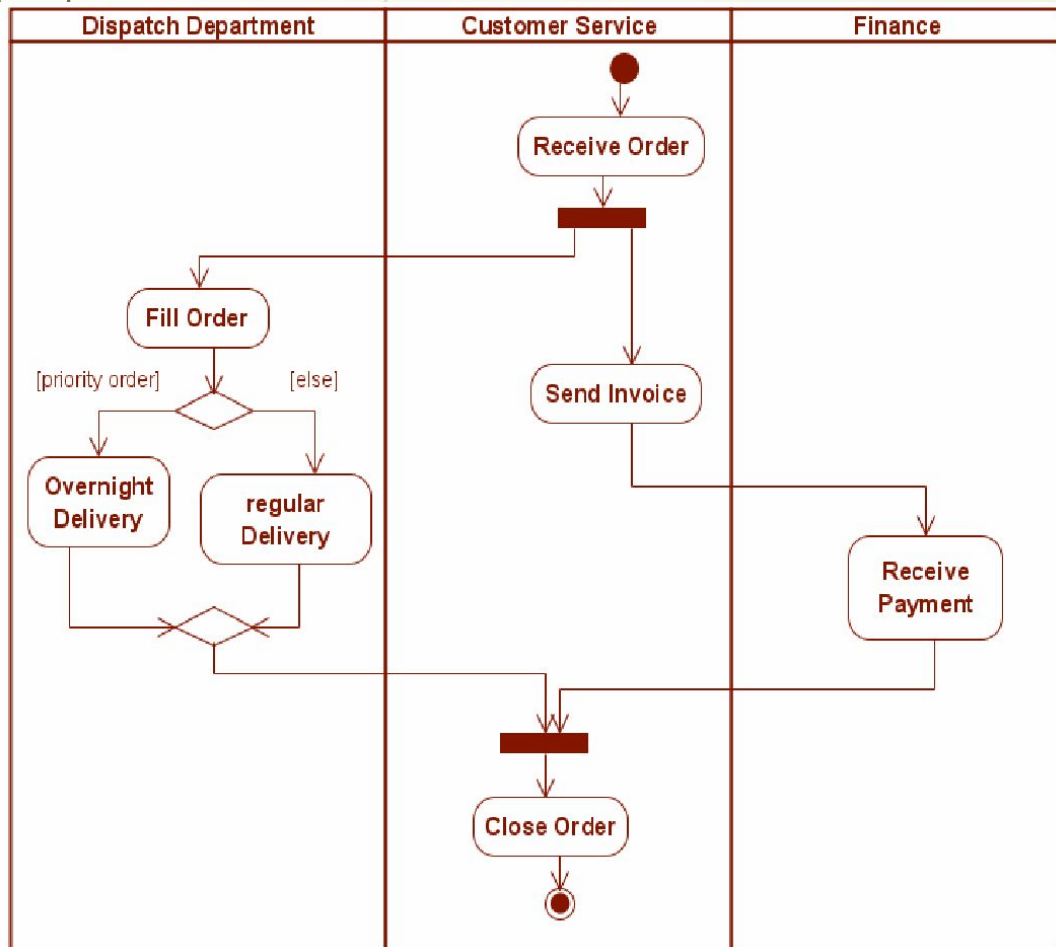 Dispatch Department
Customer Service
Finance
Receive Order
Fill Order
[priority order]
[else]
Send Invoice
Overnight
Delivery
regular
Delivery
Receive
Payment
Close Order